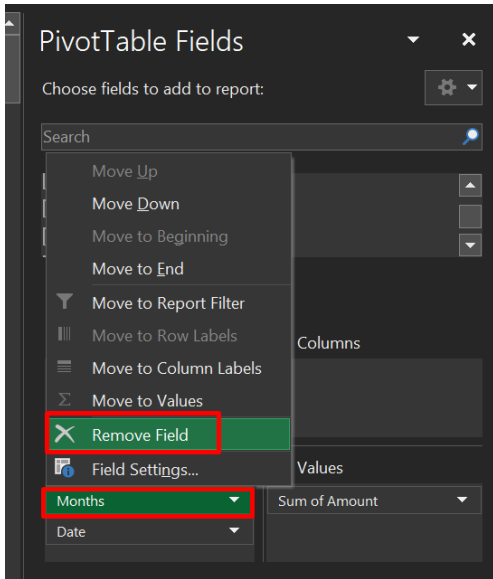 PivotTable Fields
Choose fields to add to report:
Search
Move Up
Move Down
Move to Beginning
Move to End
Move to Report Filter
Move to Row Labels
Move to Column Labels
Move to Values
Remove Field
Field Settings...
Columns
Values
Months
Sum of Amount
Date